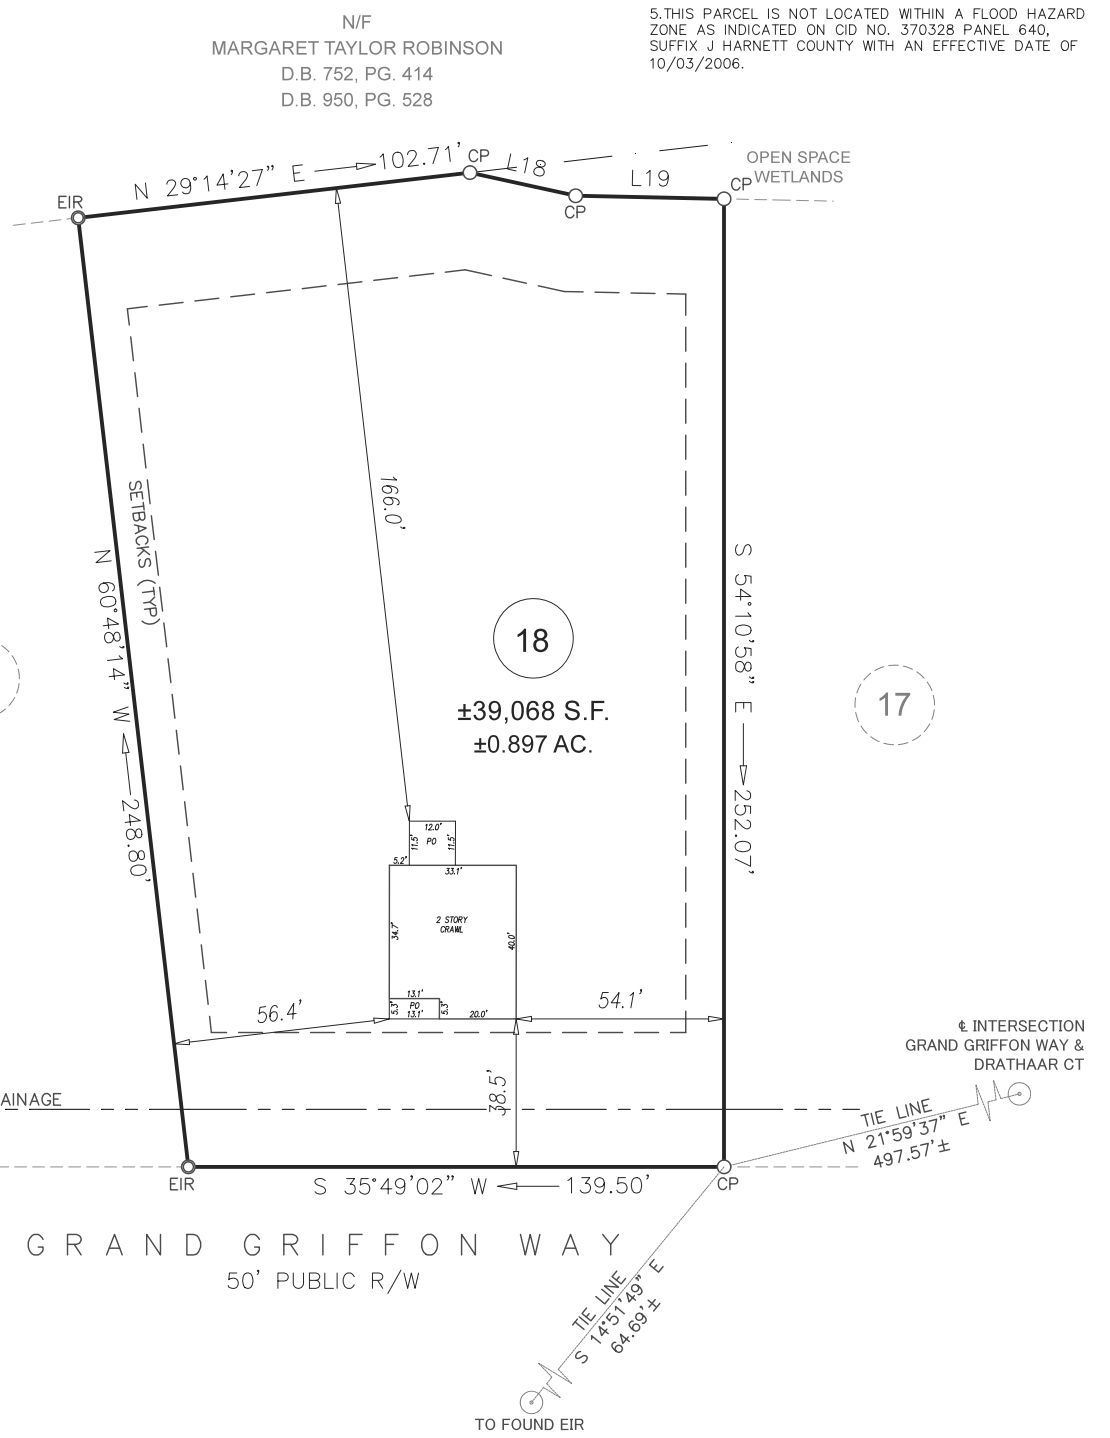 N/F
MARGARET TAYLOR ROBINSON
D.B. 752, PG. 414
D.B. 950, PG. 528
5.THIS PARCEL IS NOT LOCATED WITHIN A FLOOD HAZARD
ZONE AS INDICATED ON CID NO. 370328 PANEL 640,
SUFFIX J HARNETT COUNTY WITH AN EFFECTIVE DATE OF
10/03/2006.
N 29°14'27" E
102.71'
CP
L18
L19
OPEN SPACE
WETLANDS
CP
CP
EIR
166.0'
SETBACKS (TYP)
N 60°48'14" W
248.80'
S 54°10'58" E
252.07'
18
±39,068 S.F.
±0.897 AC.
17
12.0'
11.5'
PO
11.5'
5.2'
33.1'
2 STORY
CRAWL
34.7'
40.0'
13.1'
5.3'
PO
5.3'
13.1'
20.0'
56.4'
54.1'
38.5'
℄ INTERSECTION
GRAND GRIFFON WAY &
DRATHAAR CT
AINAGE
TIE LINE
N 21°59'37" E
497.57'±
EIR
S 35°49'02" W
139.50'
CP
GRAND GRIFFON WAY
50' PUBLIC R/W
TIE LINE
S 14°51'49" E
64.69'±
TO FOUND EIR